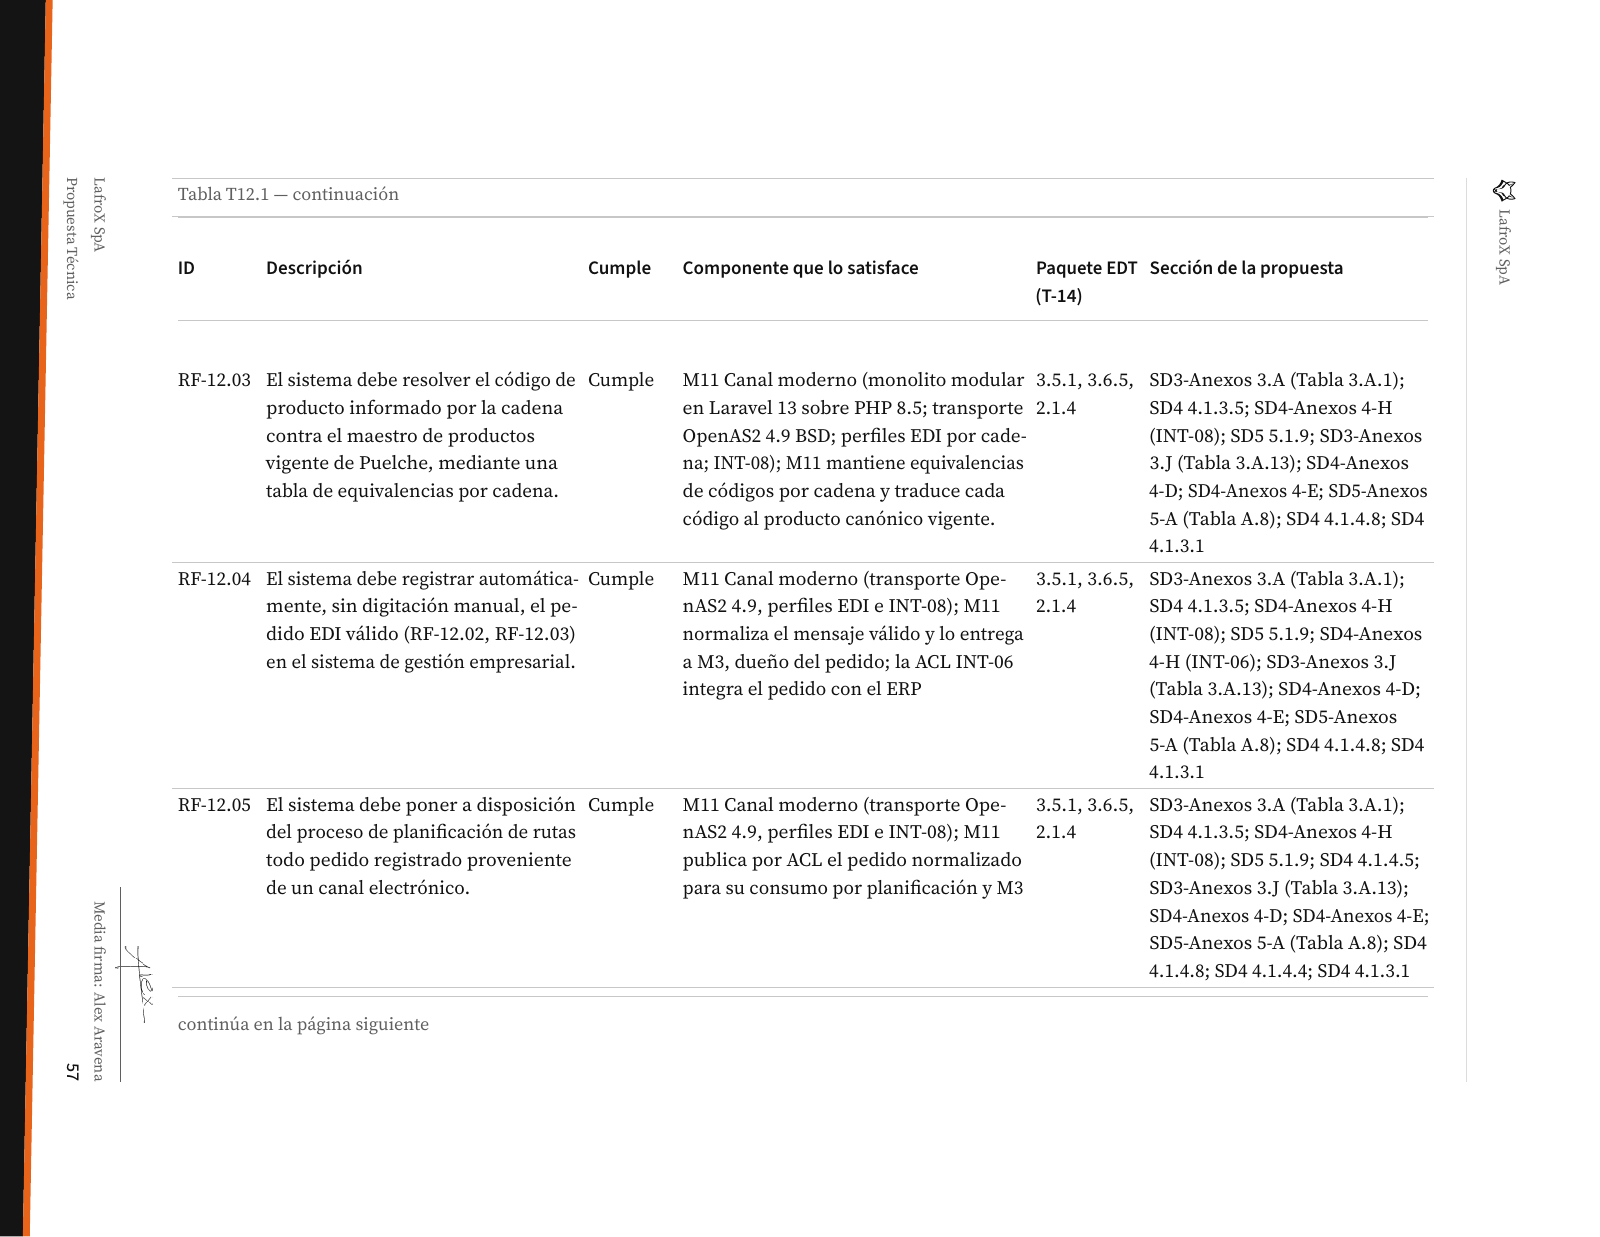 LafroX SpA
Propuesta Técnica
LafroX SpA
Tabla T12.1 — continuación
ID Descripción Cumple Componente que lo satisface Paquete EDT Sección de la propuesta
(T-14)
RF-12.03 El sistema debe resolver el código de Cumple M11 Canal moderno (monolito modular 3.5.1, 3.6.5, SD3-Anexos 3.A (Tabla 3.A.1);
producto informado por la cadena en Laravel 13 sobre PHP 8.5; transporte 2.1.4 SD4 4.1.3.5; SD4-Anexos 4-H
contra el maestro de productos OpenAS2 4.9 BSD; perfiles EDI por cade- (INT-08); SD5 5.1.9; SD3-Anexos
vigente de Puelche, mediante una na; INT-08); M11 mantiene equivalencias 3.J (Tabla 3.A.13); SD4-Anexos
tabla de equivalencias por cadena. de códigos por cadena y traduce cada 4-D; SD4-Anexos 4-E; SD5-Anexos
código al producto canónico vigente. 5-A (Tabla A.8); SD4 4.1.4.8; SD4
4.1.3.1
RF-12.04 El sistema debe registrar automática- Cumple M11 Canal moderno (transporte Ope- 3.5.1, 3.6.5, SD3-Anexos 3.A (Tabla 3.A.1);
mente, sin digitación manual, el pe- nAS2 4.9, perfiles EDI e INT-08); M11 2.1.4 SD4 4.1.3.5; SD4-Anexos 4-H
dido EDI válido (RF-12.02, RF-12.03) normaliza el mensaje válido y lo entrega (INT-08); SD5 5.1.9; SD4-Anexos
en el sistema de gestión empresarial. a M3, dueño del pedido; la ACL INT-06 4-H (INT-06); SD3-Anexos 3.J
integra el pedido con el ERP (Tabla 3.A.13); SD4-Anexos 4-D;
SD4-Anexos 4-E; SD5-Anexos
5-A (Tabla A.8); SD4 4.1.4.8; SD4
4.1.3.1
RF-12.05 El sistema debe poner a disposición Cumple M11 Canal moderno (transporte Ope- 3.5.1, 3.6.5, SD3-Anexos 3.A (Tabla 3.A.1);
del proceso de planificación de rutas nAS2 4.9, perfiles EDI e INT-08); M11 2.1.4 SD4 4.1.3.5; SD4-Anexos 4-H
todo pedido registrado proveniente publica por ACL el pedido normalizado (INT-08); SD5 5.1.9; SD4 4.1.4.5;
de un canal electrónico. para su consumo por planificación y M3 SD3-Anexos 3.J (Tabla 3.A.13);
SD4-Anexos 4-D; SD4-Anexos 4-E;
SD5-Anexos 5-A (Tabla A.8); SD4
4.1.4.8; SD4 4.1.4.4; SD4 4.1.3.1
continúa en la página siguiente
Alex
Media firma: Alex Aravena
57